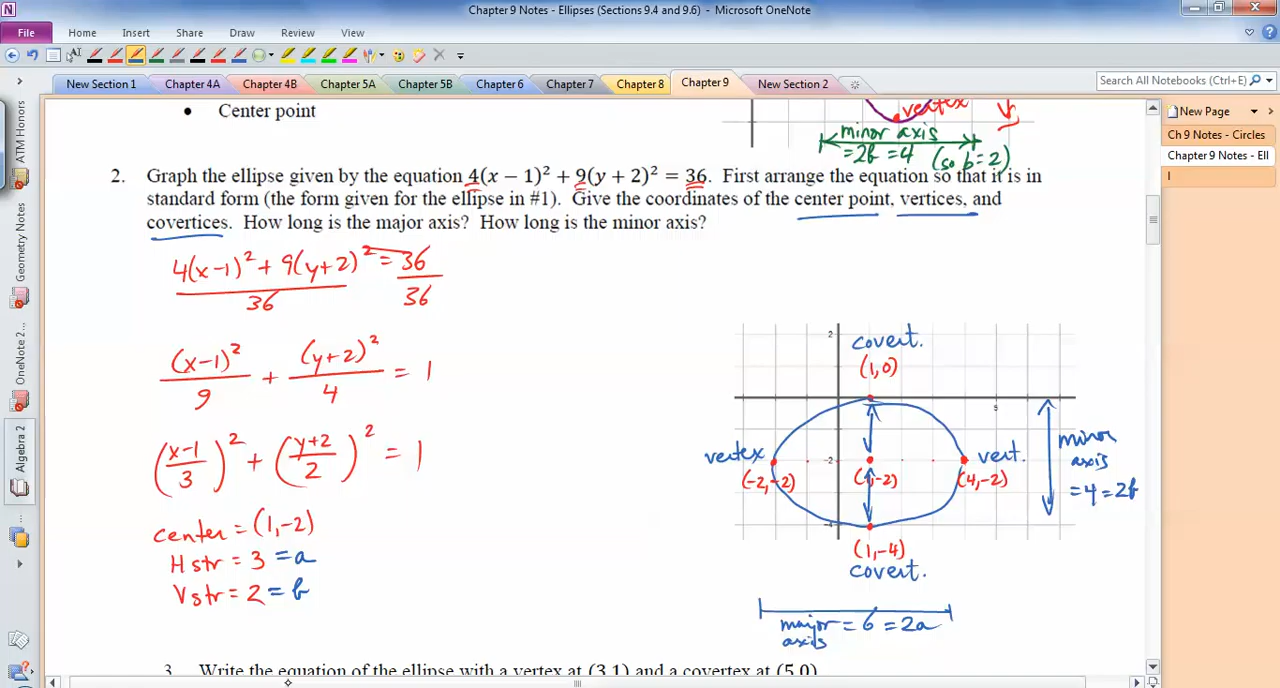 Chapter 9 Notes - Ellipses (Sections 9.4 and 9.6) - Microsoft OneNote
File Home Insert Share Draw Review View
New Section 1 Chapter 4A Chapter 4B Chapter 5A Chapter 5B Chapter 6 Chapter 7 Chapter 8 Chapter 9 New Section 2
Search All Notebooks (Ctrl+E)
ATM Horns
Geometry Notes
OneNote 2...
Algebra 2
New Page
Ch 9 Notes - Circles
Chapter 9 Notes - Ell
I
• Center point
vertex
minor axis
=2b =4 (so b=2)
2. Graph the ellipse given by the equation 4(x − 1)² + 9(y + 2)² = 36. First arrange the equation so that it is in
standard form (the form given for the ellipse in #1). Give the coordinates of the center point, vertices, and
covertices. How long is the major axis? How long is the minor axis?
4(x-1)² + 9(y+2)² = 36
36 36
(x-1)²/9 + (y+2)²/4 = 1
(x-1/3)² + (y+2/2)² = 1
center = (1,-2)
H str = 3 = a
V str = 2 = b
2
covert.
(1,0)
5
vertex
-2
vert.
(-2,-2) (1,-2) (4,-2)
-4
(1,-4)
covert.
minor
axis
=4=2b
major = 6 = 2a
axis
3. Write the equation of the ellipse with a vertex at (3,1) and a covertex at (5,0)